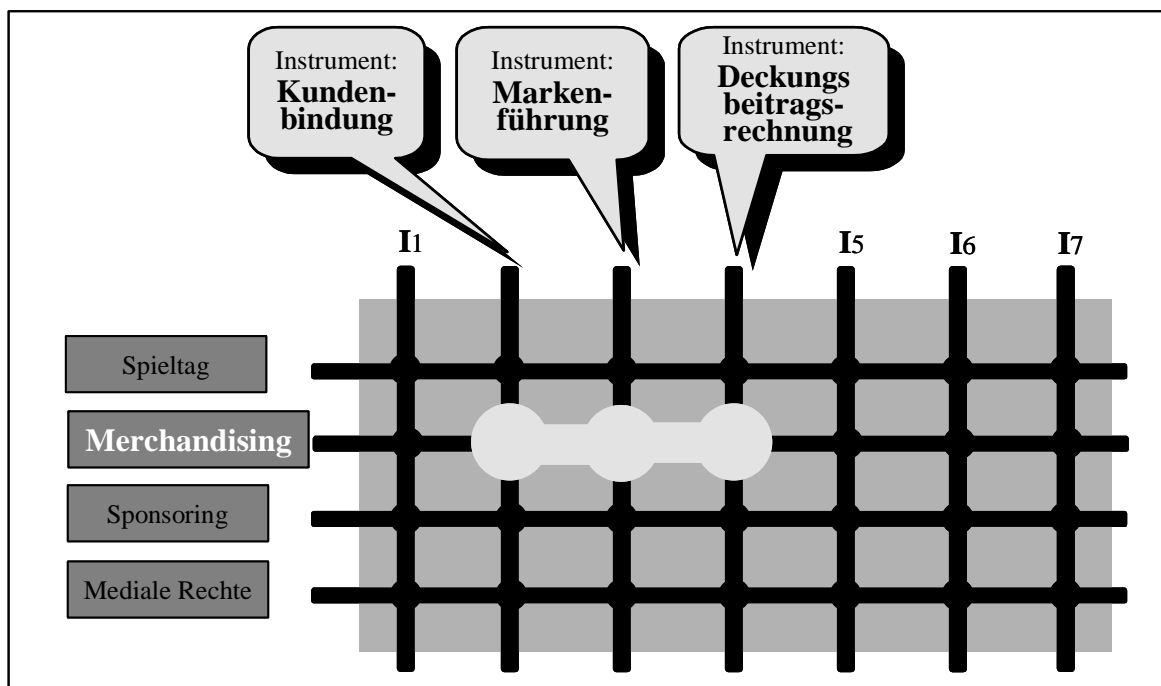 Instrument:
Kunden-
bindung
Instrument:
Marken-
führung
Instrument:
Deckungs
beitrags-
rechnung
I1
I5
I6
I7
Spieltag
Merchandising
Sponsoring
Mediale Rechte